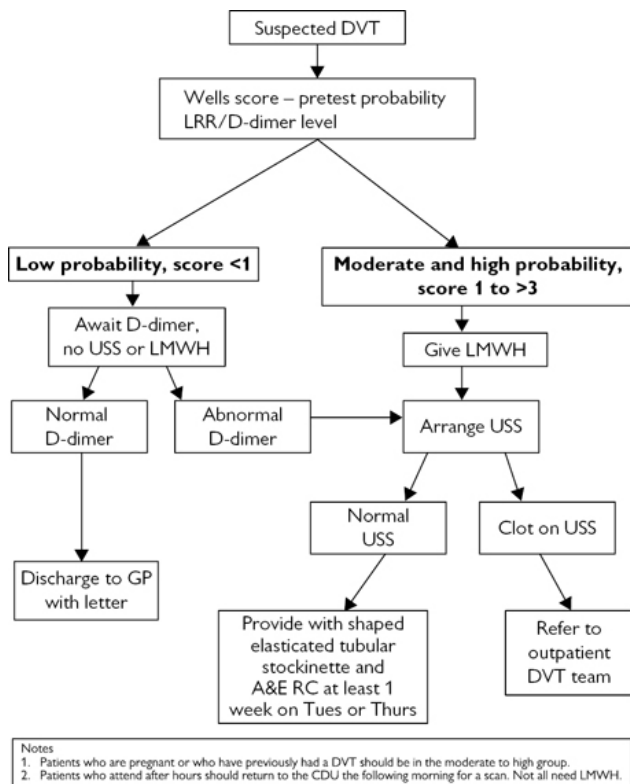 Suspected DVT
Wells score – pretest probability
LRR/D-dimer level
Low probability, score <1
Moderate and high probability,
score 1 to >3
Await D-dimer,
no USS or LMWH
Give LMWH
Normal
D-dimer
Abnormal
D-dimer
Arrange USS
Normal
USS
Clot on USS
Discharge to GP
with letter
Provide with shaped
elasticated tubular
stockinette and
A&E RC at least 1
week on Tues or Thurs
Refer to
outpatient
DVT team
Notes
1. Patients who are pregnant or who have previously had a DVT should be in the moderate to high group.
2. Patients who attend after hours should return to the CDU the following morning for a scan. Not all need LMWH.